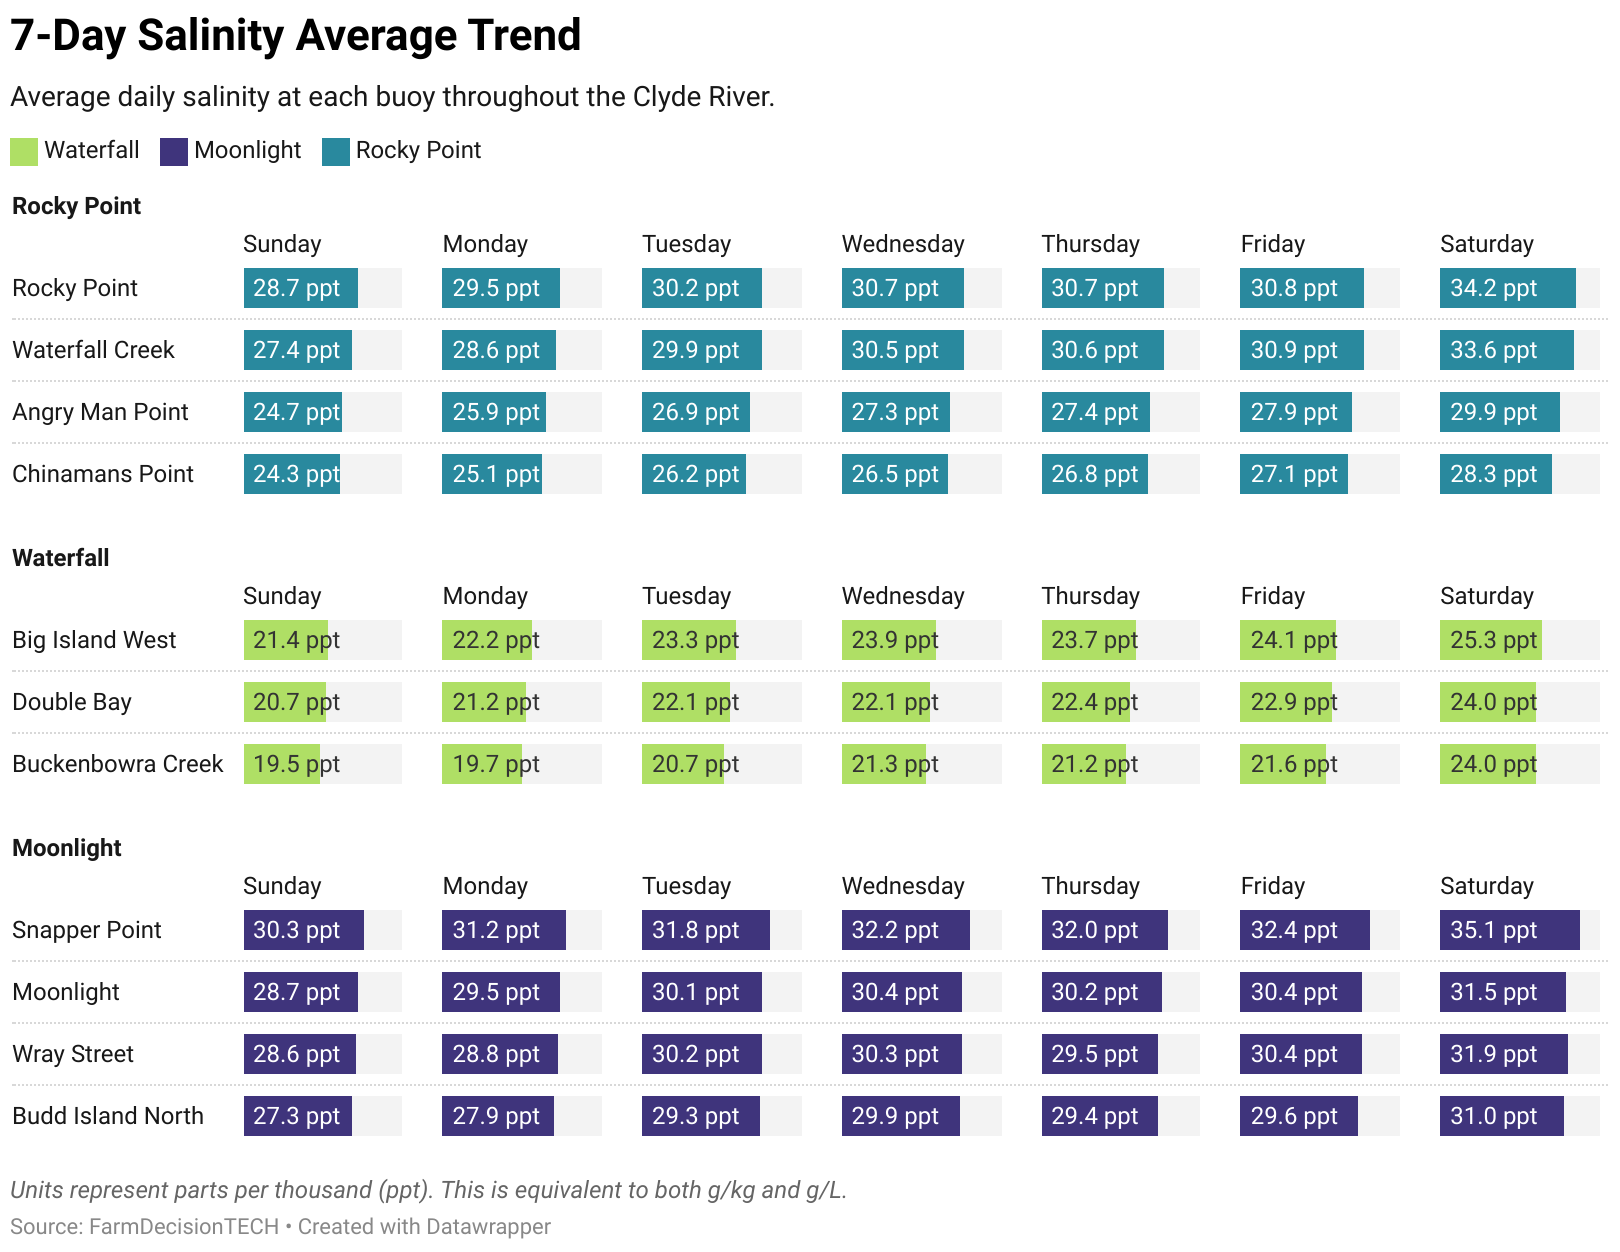 7-Day Salinity Average Trend
Average daily salinity at each buoy throughout the Clyde River.
Waterfall Moonlight Rocky Point
Rocky Point
Sunday Monday Tuesday Wednesday Thursday Friday Saturday
Rocky Point 28.7 ppt 29.5 ppt 30.2 ppt 30.7 ppt 30.7 ppt 30.8 ppt 34.2 ppt
Waterfall Creek 27.4 ppt 28.6 ppt 29.9 ppt 30.5 ppt 30.6 ppt 30.9 ppt 33.6 ppt
Angry Man Point 24.7 ppt 25.9 ppt 26.9 ppt 27.3 ppt 27.4 ppt 27.9 ppt 29.9 ppt
Chinamans Point 24.3 ppt 25.1 ppt 26.2 ppt 26.5 ppt 26.8 ppt 27.1 ppt 28.3 ppt
Waterfall
Sunday Monday Tuesday Wednesday Thursday Friday Saturday
Big Island West 21.4 ppt 22.2 ppt 23.3 ppt 23.9 ppt 23.7 ppt 24.1 ppt 25.3 ppt
Double Bay 20.7 ppt 21.2 ppt 22.1 ppt 22.1 ppt 22.4 ppt 22.9 ppt 24.0 ppt
Buckenbowra Creek 19.5 ppt 19.7 ppt 20.7 ppt 21.3 ppt 21.2 ppt 21.6 ppt 24.0 ppt
Moonlight
Sunday Monday Tuesday Wednesday Thursday Friday Saturday
Snapper Point 30.3 ppt 31.2 ppt 31.8 ppt 32.2 ppt 32.0 ppt 32.4 ppt 35.1 ppt
Moonlight 28.7 ppt 29.5 ppt 30.1 ppt 30.4 ppt 30.2 ppt 30.4 ppt 31.5 ppt
Wray Street 28.6 ppt 28.8 ppt 30.2 ppt 30.3 ppt 29.5 ppt 30.4 ppt 31.9 ppt
Budd Island North 27.3 ppt 27.9 ppt 29.3 ppt 29.9 ppt 29.4 ppt 29.6 ppt 31.0 ppt
Units represent parts per thousand (ppt). This is equivalent to both g/kg and g/L.
Source: FarmDecisionTECH • Created with Datawrapper